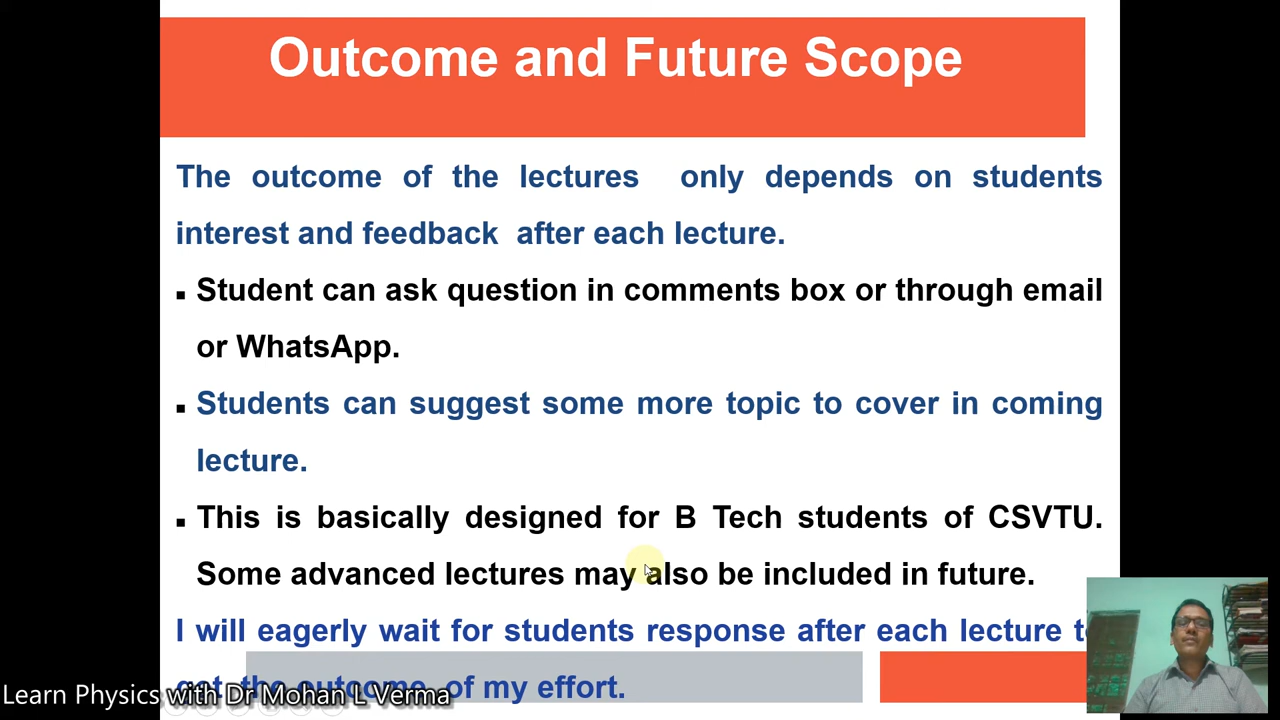 Outcome and Future Scope
The outcome of the lectures only depends on students
interest and feedback after each lecture.
▪ Student can ask question in comments box or through email
or WhatsApp.
▪ Students can suggest some more topic to cover in coming
lecture.
▪ This is basically designed for B Tech students of CSVTU.
Some advanced lectures may also be included in future.
I will eagerly wait for students response after each lecture
the outcome of my effort.
Learn Physics with Dr Mohan L Verma